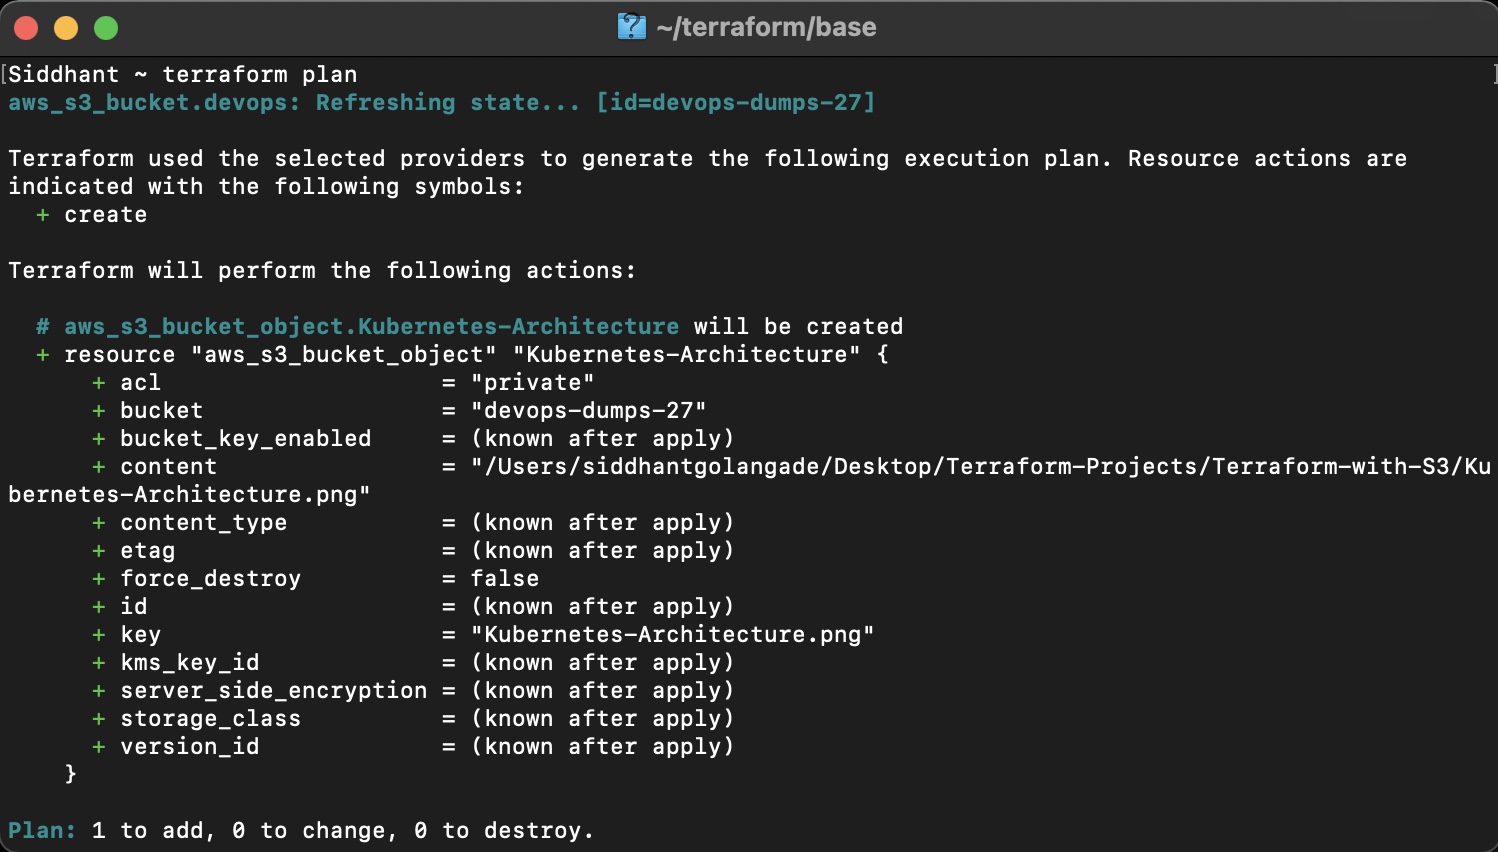 ~/terraform/base
[Siddhant ~ terraform plan ]
aws_s3_bucket.devops: Refreshing state... [id=devops-dumps-27]
Terraform used the selected providers to generate the following execution plan. Resource actions are
indicated with the following symbols:
  + create
Terraform will perform the following actions:
  # aws_s3_bucket_object.Kubernetes-Architecture will be created
  + resource "aws_s3_bucket_object" "Kubernetes-Architecture" {
      + acl                    = "private"
      + bucket                 = "devops-dumps-27"
      + bucket_key_enabled     = (known after apply)
      + content                = "/Users/siddhantgolangade/Desktop/Terraform-Projects/Terraform-with-S3/Ku
bernetes-Architecture.png"
      + content_type           = (known after apply)
      + etag                   = (known after apply)
      + force_destroy          = false
      + id                     = (known after apply)
      + key                    = "Kubernetes-Architecture.png"
      + kms_key_id             = (known after apply)
      + server_side_encryption = (known after apply)
      + storage_class          = (known after apply)
      + version_id             = (known after apply)
    }
Plan: 1 to add, 0 to change, 0 to destroy.